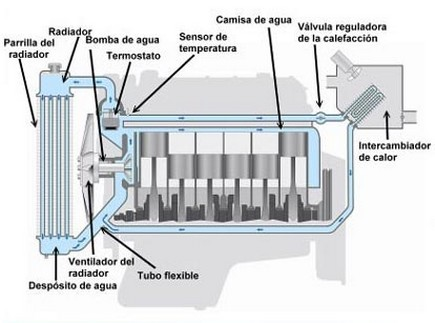 Radiador
Bomba de agua
Camisa de agua
Válvula reguladora
de la calefacción
Parrilla del
radiador
Termostato
Sensor de
temperatura
Intercambiador
de calor
Ventilador del
radiador
Despósito de agua
Tubo flexible